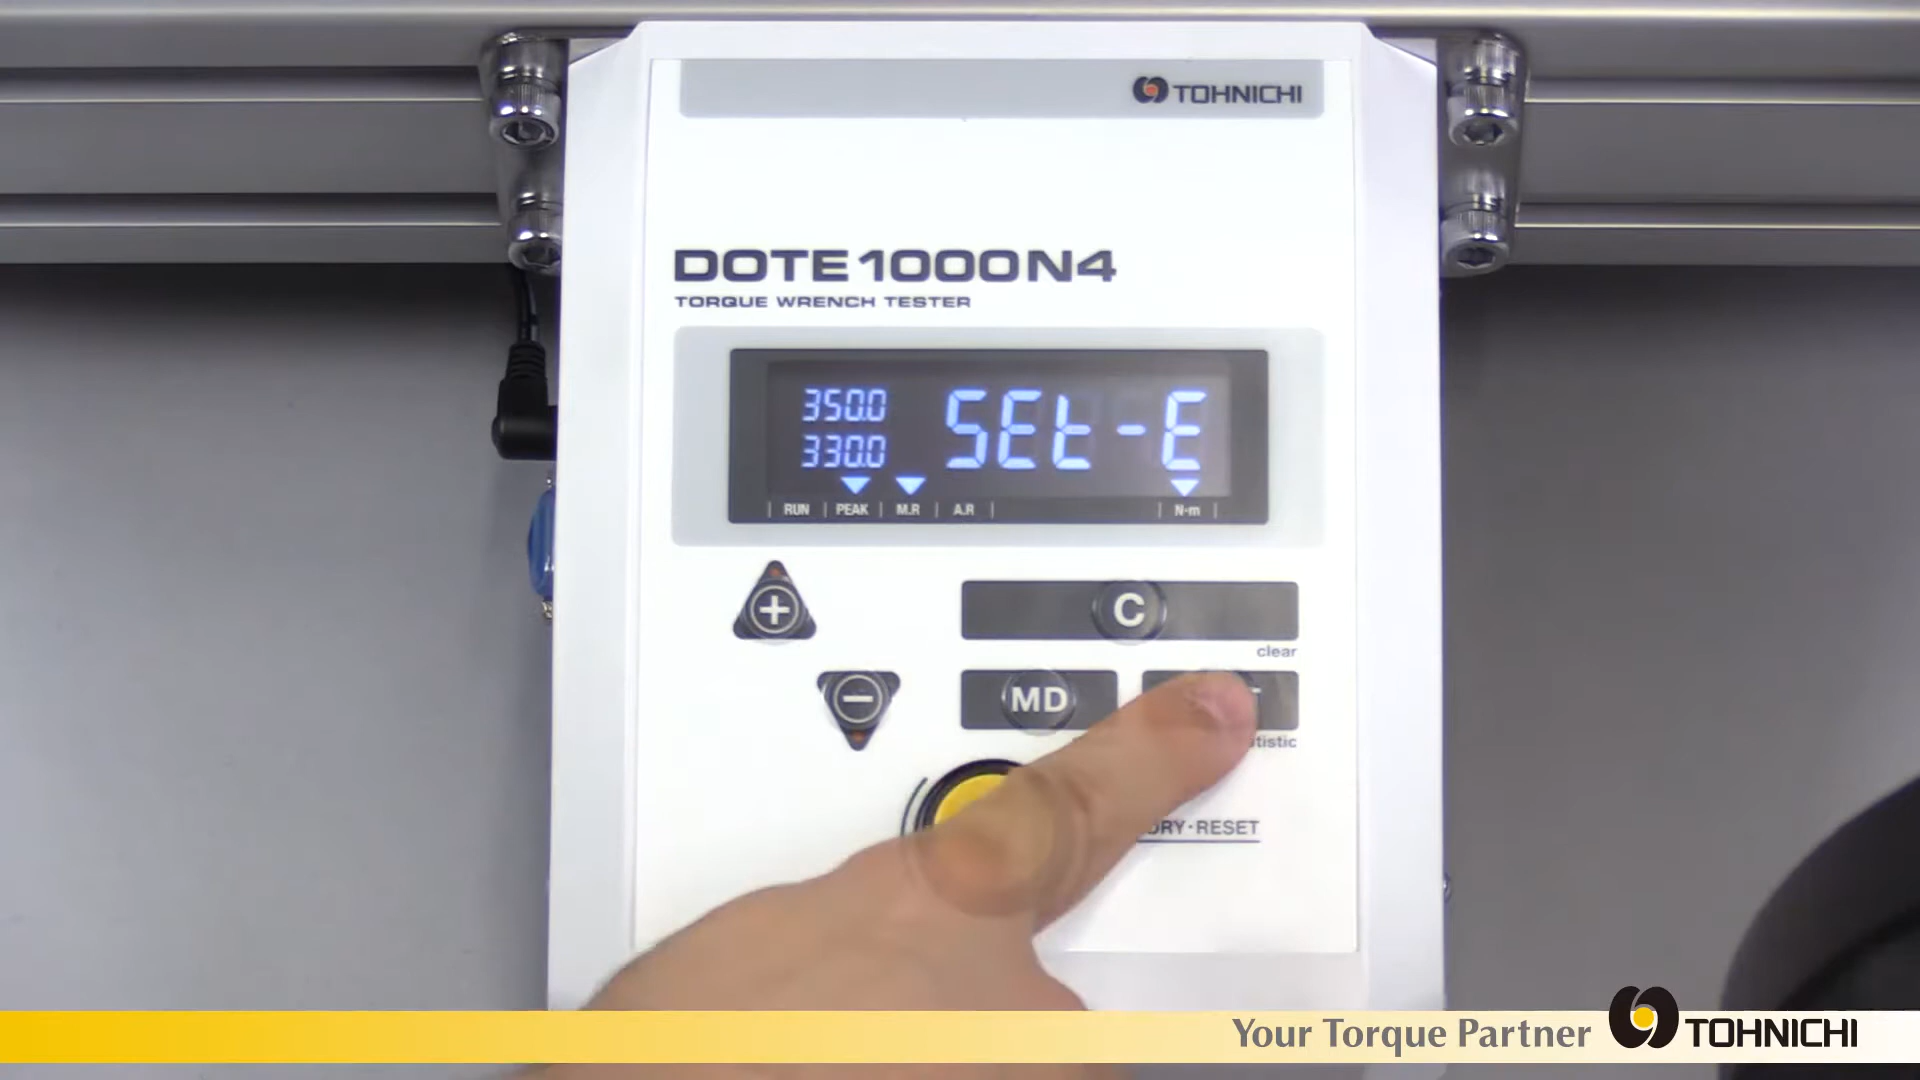 TOHNICHI
DOTE1000N4
TORQUE WRENCH TESTER
350.0
330.0
SEt-E
RUN | PEAK | M.R | A.R | | N·m |
+
C
clear
− MD
RESET
Your Torque Partner TOHNICHI